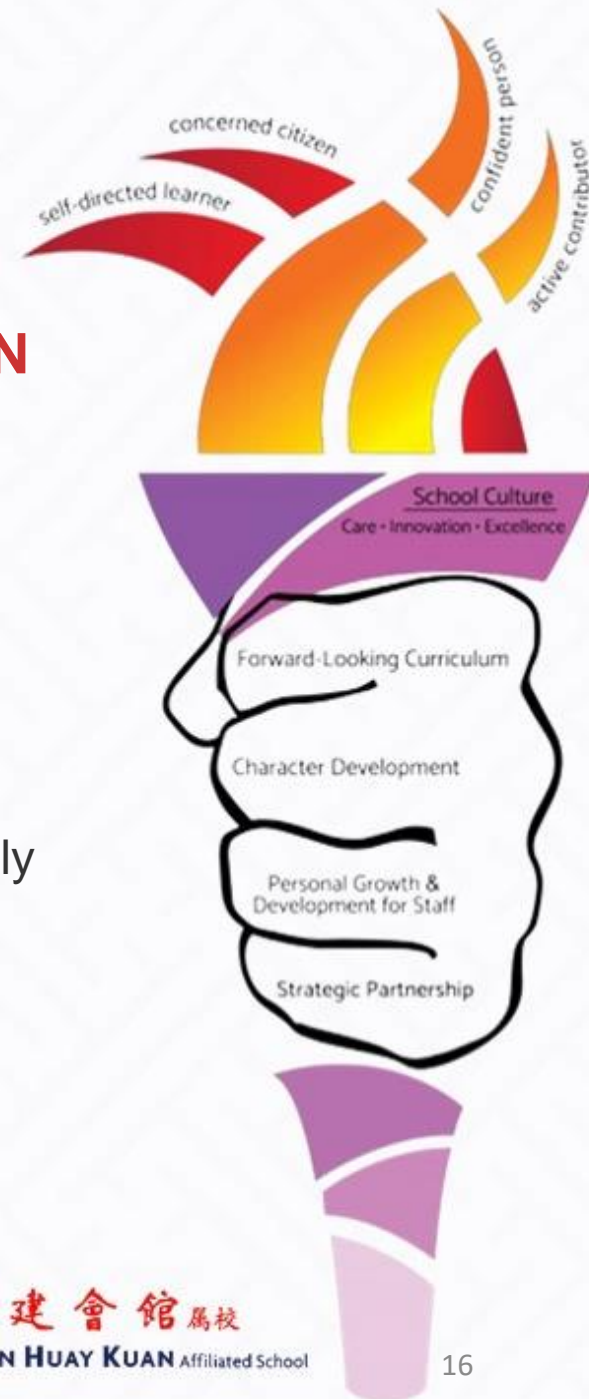 concerned citizen
self-directed learner
confident person
active contributor
N
School Culture
Care • Innovation • Excellence
Forward-Looking Curriculum
Character Development
ly
Personal Growth &
Development for Staff
Strategic Partnership
建會館属校
N HUAY KUAN Affiliated School
16